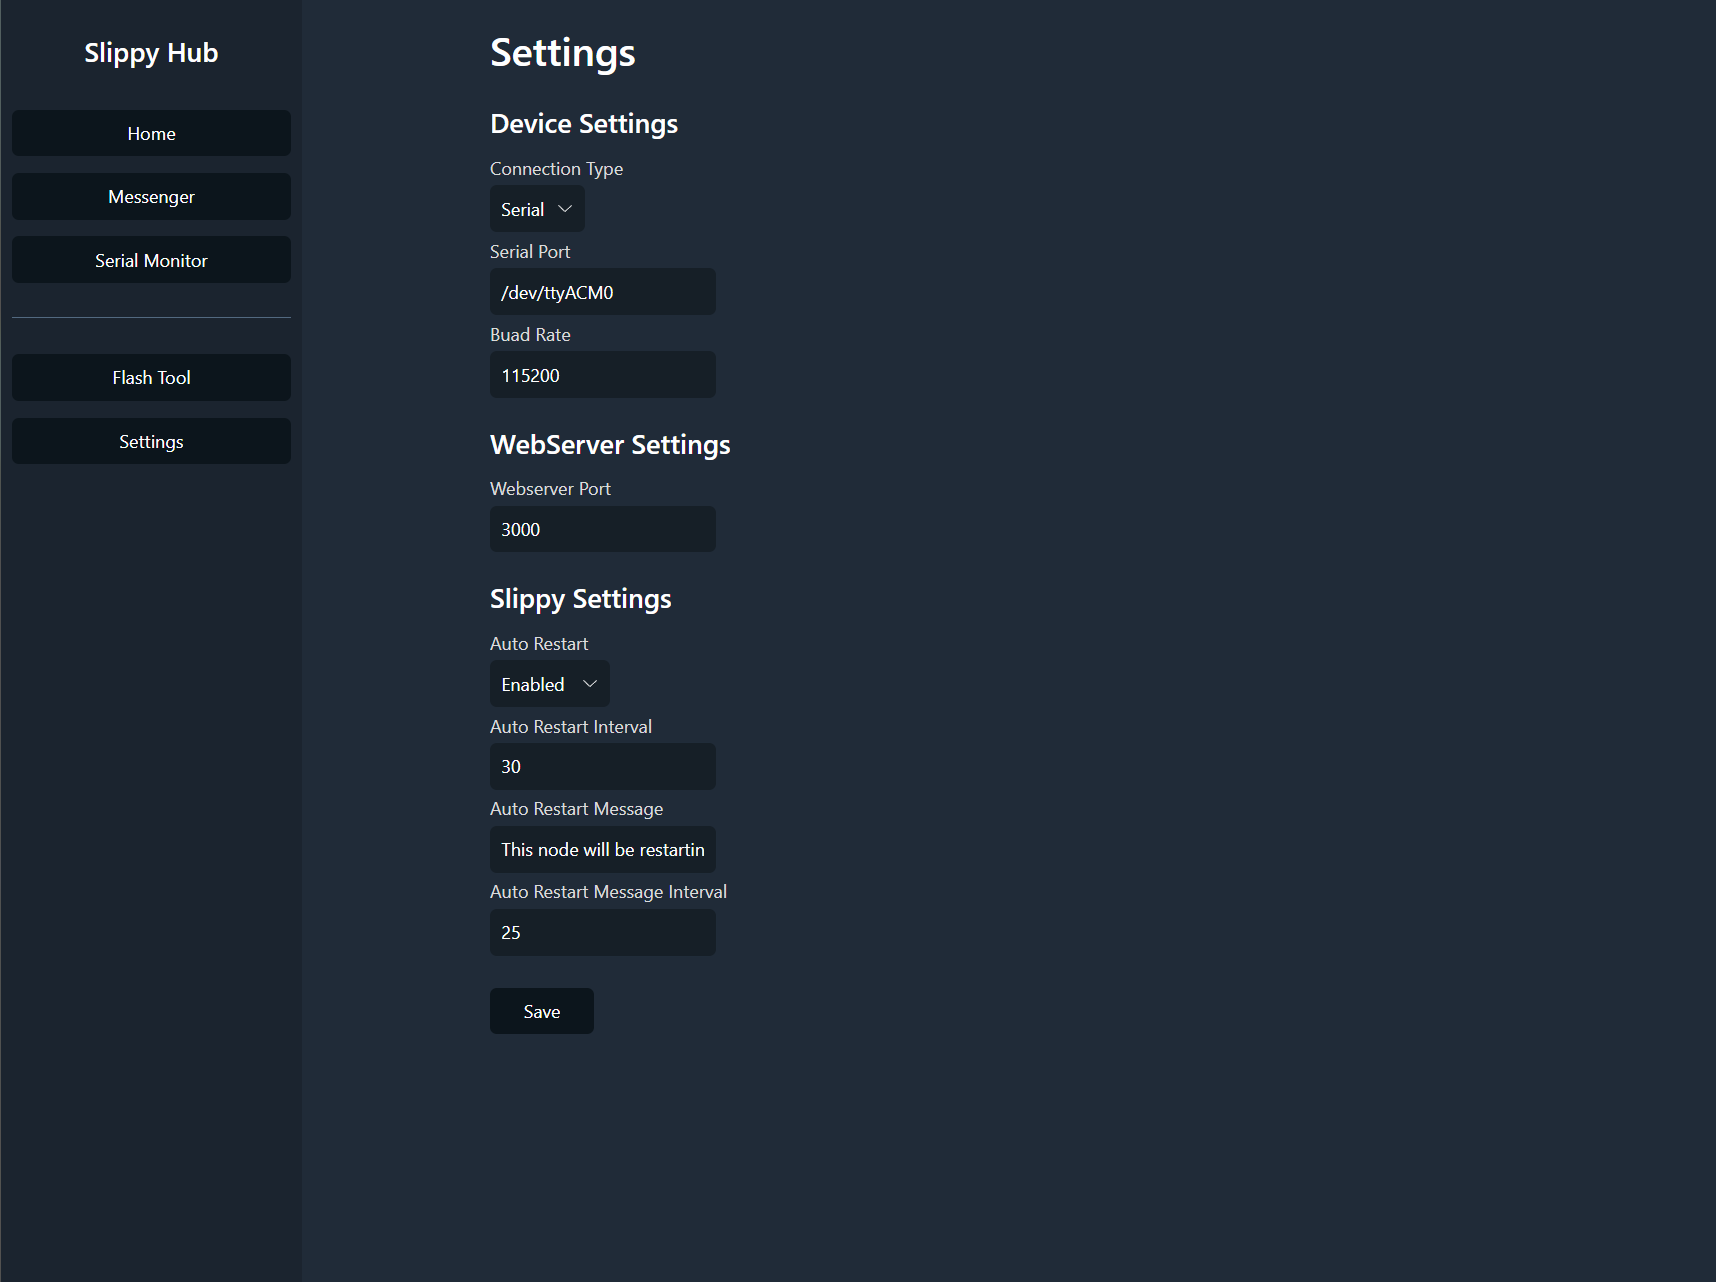 Slippy Hub
Home
Messenger
Serial Monitor
Flash Tool
Settings
Settings
Device Settings
Connection Type
Serial
Serial Port
/dev/ttyACM0
Buad Rate
115200
WebServer Settings
Webserver Port
3000
Slippy Settings
Auto Restart
Enabled
Auto Restart Interval
30
Auto Restart Message
This node will be restartin
Auto Restart Message Interval
25
Save